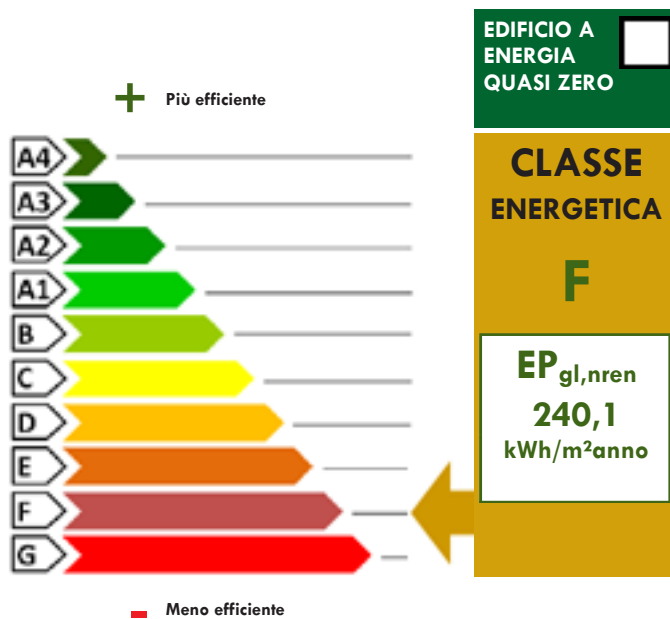 EDIFICIO A
ENERGIA
QUASI ZERO
+ Più efficiente
A4
A3
A2
A1
B
C
D
E
F
G
- Meno efficiente
CLASSE
ENERGETICA
F
EPgl,nren
240,1
kWh/m²anno